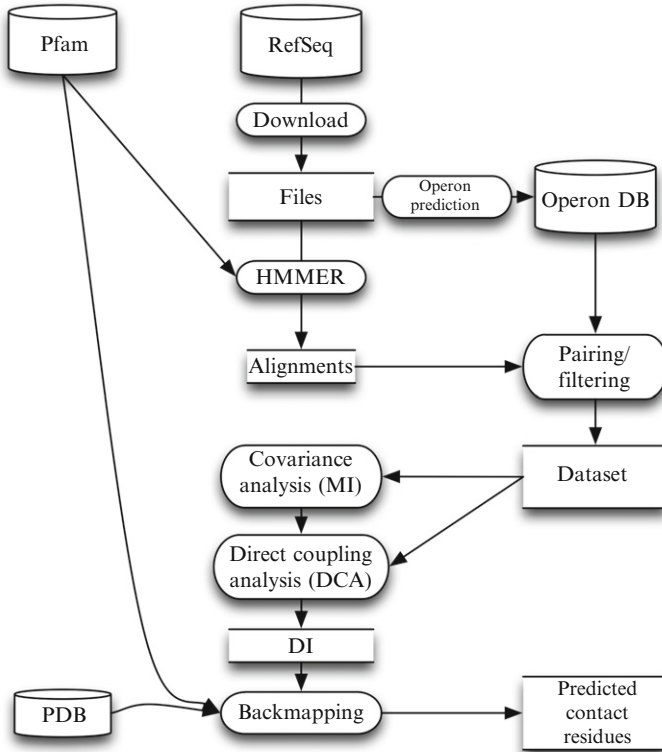 Pfam
RefSeq
Download
Files
Operon
prediction
Operon DB
HMMER
Alignments
Pairing/
filtering
Covariance
analysis (MI)
Dataset
Direct coupling
analysis (DCA)
DI
PDB
Backmapping
Predicted
contact
residues